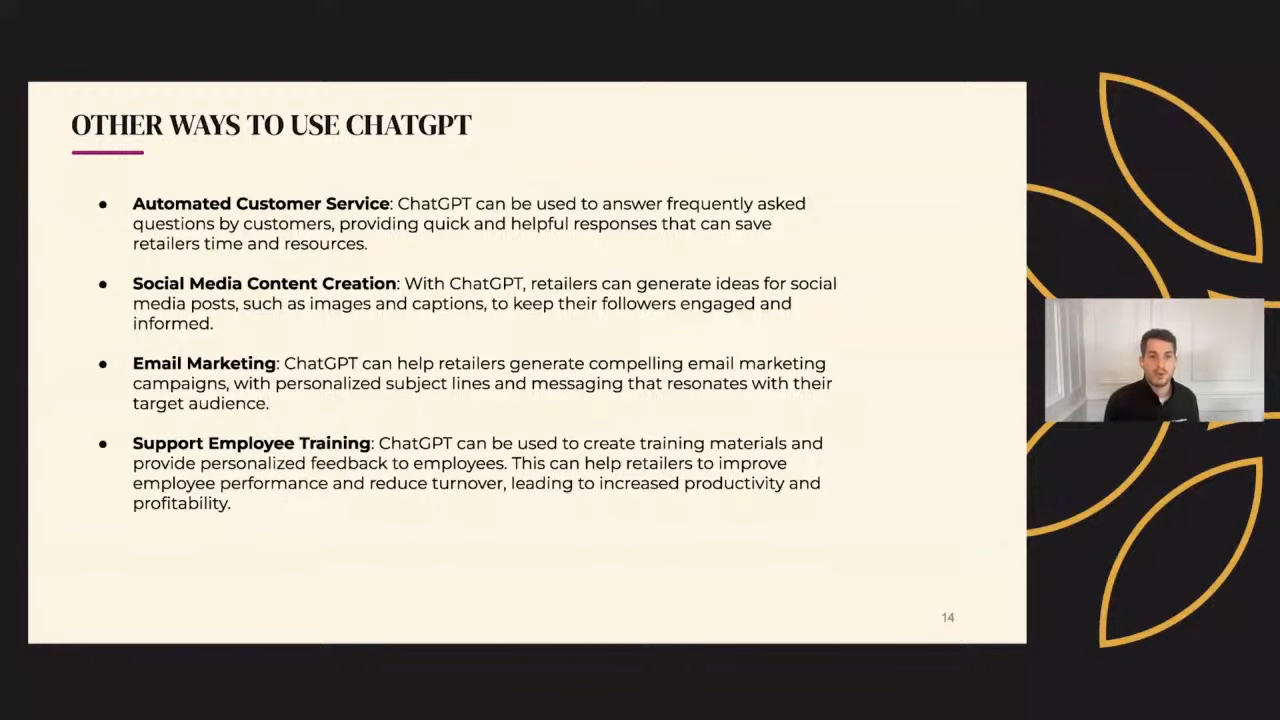 OTHER WAYS TO USE CHATGPT
● Automated Customer Service: ChatGPT can be used to answer frequently asked
questions by customers, providing quick and helpful responses that can save
retailers time and resources.
● Social Media Content Creation: With ChatGPT, retailers can generate ideas for social
media posts, such as images and captions, to keep their followers engaged and
informed.
● Email Marketing: ChatGPT can help retailers generate compelling email marketing
campaigns, with personalized subject lines and messaging that resonates with their
target audience.
● Support Employee Training: ChatGPT can be used to create training materials and
provide personalized feedback to employees. This can help retailers to improve
employee performance and reduce turnover, leading to increased productivity and
profitability.
14